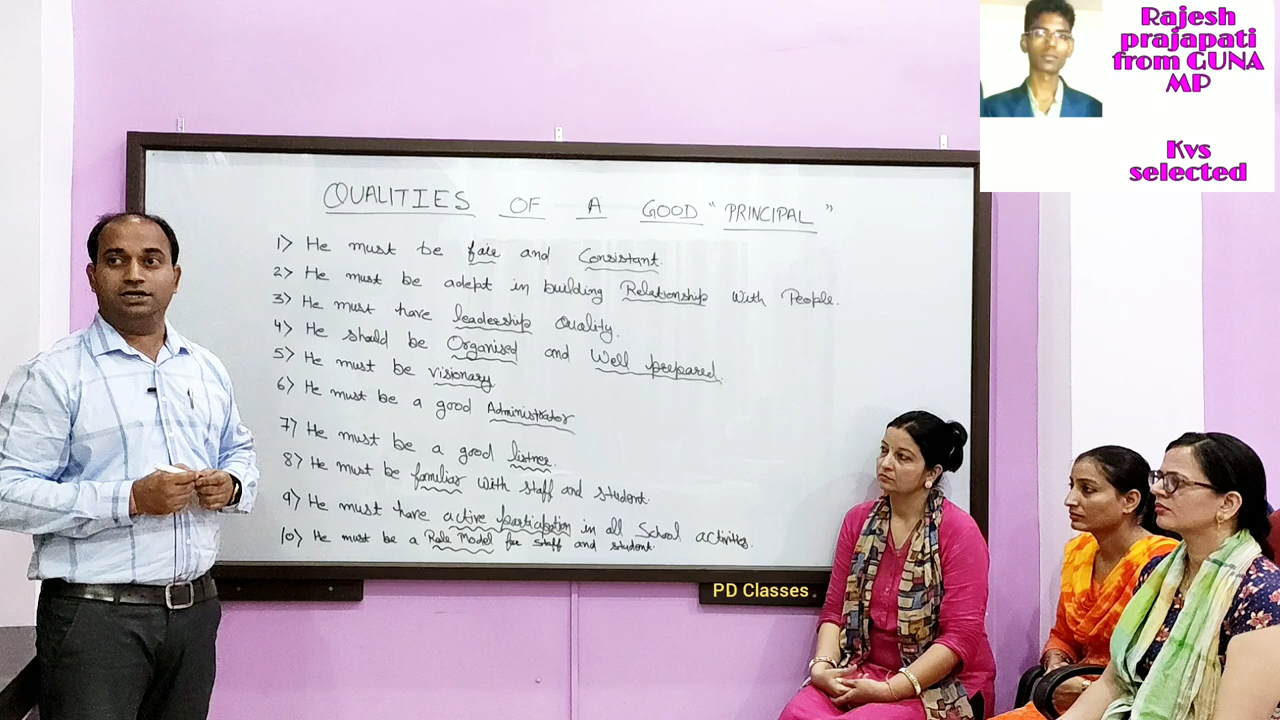 Rajesh
prajapati
from GUNA
MP
Kvs
selected
QUALITIES OF A GOOD "PRINCIPAL"
1> He must be fair and Consistant.
2> He must be adept in building Relationship With People.
3> He must have leadership Quality.
4> He should be Organised and Well prepared.
5> He must be visionary
6> He must be a good Administrator
7> He must be a good listner.
8> He must be familiar with staff and student.
9> He must have active participation in all School activities.
10> He must be a Role Model for staff and student.
PD Classes